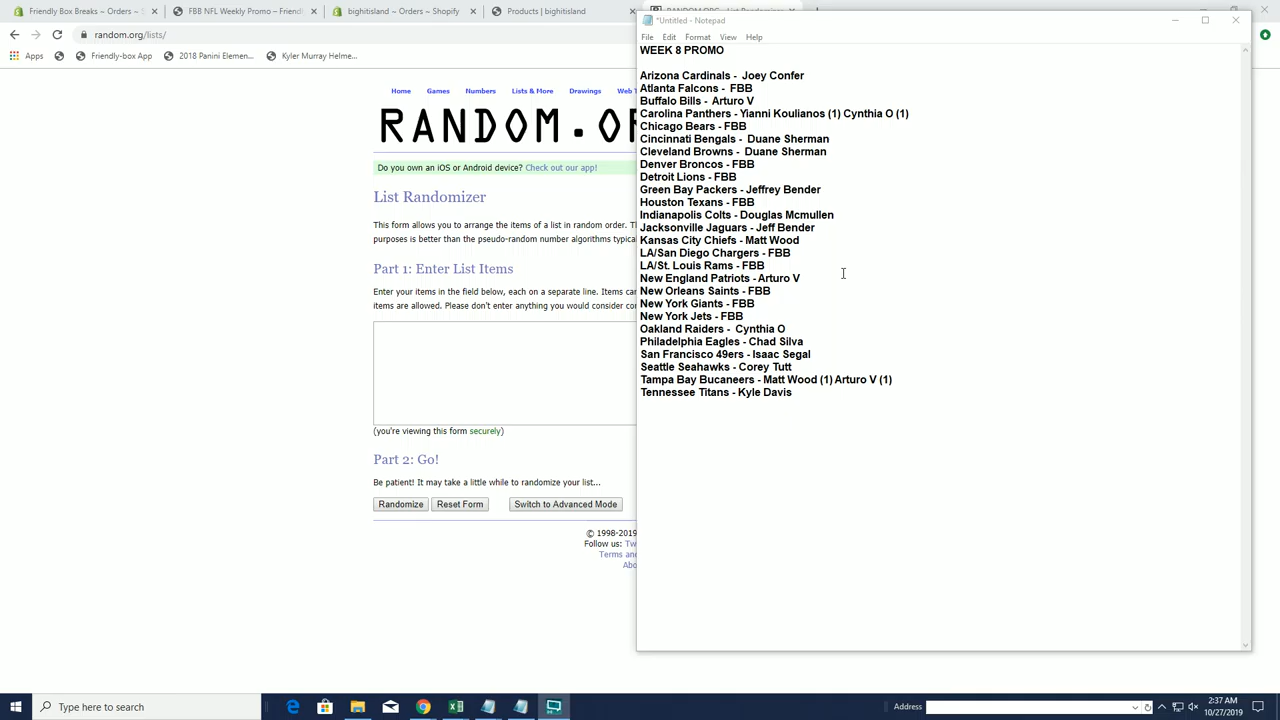 Friendly Box Breaks ~ Orders ~ S
FBB NFL Weekly Promo – Friend
bighitisland ~ Orders ~ Shopify
Products | bighitisland
random.org/lists/
Apps
Friendly-box App
2018 Panini Elemen...
Kyler Murray Helme...
Home
Games
Numbers
Lists & More
Drawings
Web T
RANDOM.OR
Do you own an iOS or Android device? Check out our app!
List Randomizer
This form allows you to arrange the items of a list in random order. T
purposes is better than the pseudo-random number algorithms typica
Part 1: Enter List Items
Enter your items in the field below, each on a separate line. Items can
items are allowed. Please don't enter anything you would consider co
(you're viewing this form securely)
Part 2: Go!
Be patient! It may take a little while to randomize your list...
Randomize
Reset Form
Switch to Advanced Mode
© 1998-2019
Follow us: Tw
Terms and
Abo
*Untitled - Notepad
File Edit Format View Help
WEEK 8 PROMO
Arizona Cardinals - Joey Confer
Atlanta Falcons - FBB
Buffalo Bills - Arturo V
Carolina Panthers - Yianni Koulianos (1) Cynthia O (1)
Chicago Bears - FBB
Cincinnati Bengals - Duane Sherman
Cleveland Browns - Duane Sherman
Denver Broncos - FBB
Detroit Lions - FBB
Green Bay Packers - Jeffrey Bender
Houston Texans - FBB
Indianapolis Colts - Douglas Mcmullen
Jacksonville Jaguars - Jeff Bender
Kansas City Chiefs - Matt Wood
LA/San Diego Chargers - FBB
LA/St. Louis Rams - FBB
New England Patriots - Arturo V
New Orleans Saints - FBB
New York Giants - FBB
New York Jets - FBB
Oakland Raiders - Cynthia O
Philadelphia Eagles - Chad Silva
San Francisco 49ers - Isaac Segal
Seattle Seahawks - Corey Tutt
Tampa Bay Bucaneers - Matt Wood (1) Arturo V (1)
Tennessee Titans - Kyle Davis
Type here to search
Address
2:37 AM
10/27/2019